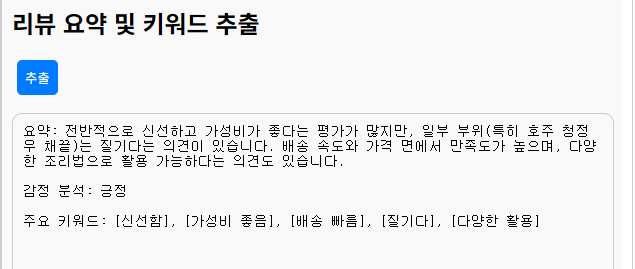 리뷰 요약 및 키워드 추출
추출
요약: 전반적으로 신선하고 가성비가 좋다는 평가가 많지만, 일부 부위(특히 호주 청정
우 채끝)는 질기다는 의견이 있습니다. 배송 속도와 가격 면에서 만족도가 높으며, 다양
한 조리법으로 활용 가능하다는 의견도 있습니다.
감정 분석: 긍정
주요 키워드: [신선함], [가성비 좋음], [배송 빠름], [질기다], [다양한 활용]